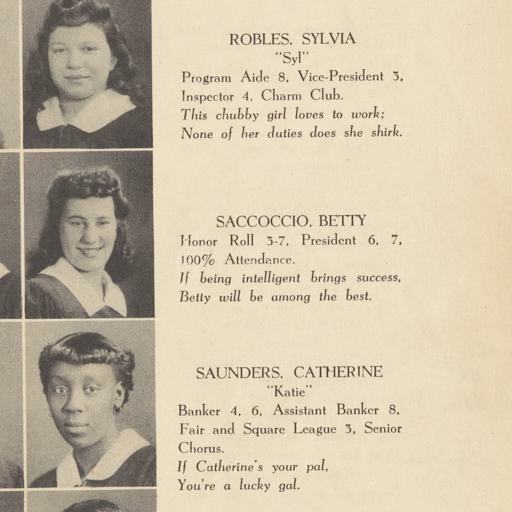 ROBLES, SYLVIA
"Syl"
Program Aide 8, Vice-President 3,
Inspector 4, Charm Club.
This chubby girl loves to work;
None of her duties does she shirk.
SACCOCCIO, BETTY
Honor Roll 3-7, President 6, 7,
100% Attendance.
If being intelligent brings success,
Betty will be among the best.
SAUNDERS, CATHERINE
"Katie"
Banker 4, 6, Assistant Banker 8,
Fair and Square League 3, Senior
Chorus.
If Catherine's your pal,
You're a lucky gal.